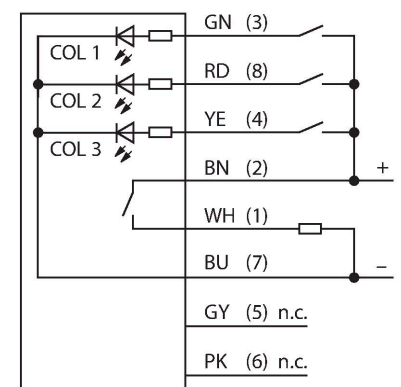 GN (3)
COL 1
RD (8)
COL 2
YE (4)
COL 3
BN (2)
+
WH (1)
BU (7)
–
GY (5) n.c.
PK (6) n.c.